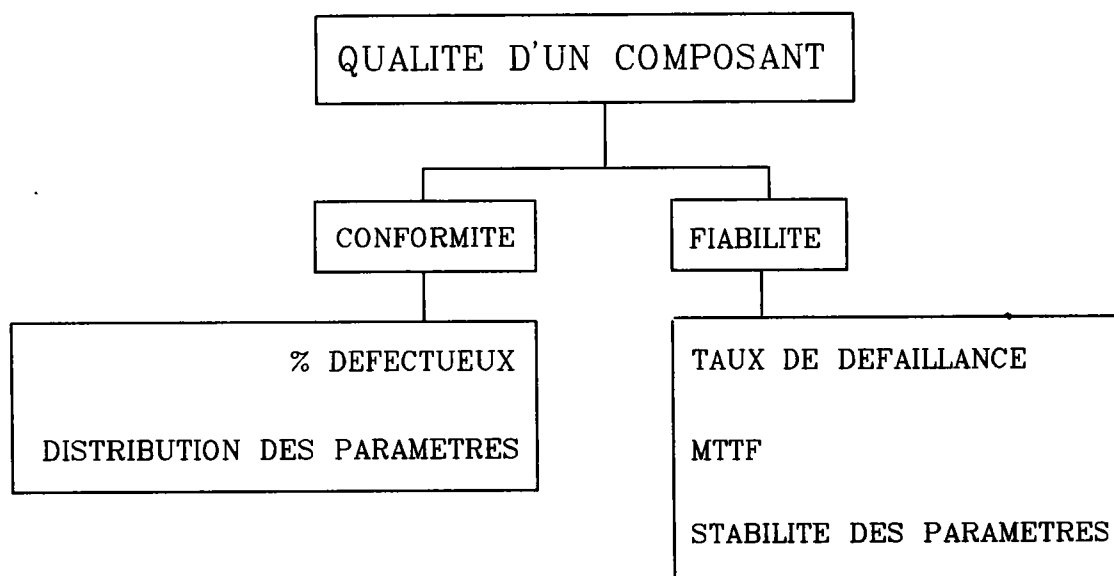 QUALITE D'UN COMPOSANT
CONFORMITE
FIABILITE
% DEFECTUEUX
DISTRIBUTION DES PARAMETRES
TAUX DE DEFAILLANCE
MTTF
STABILITE DES PARAMETRES